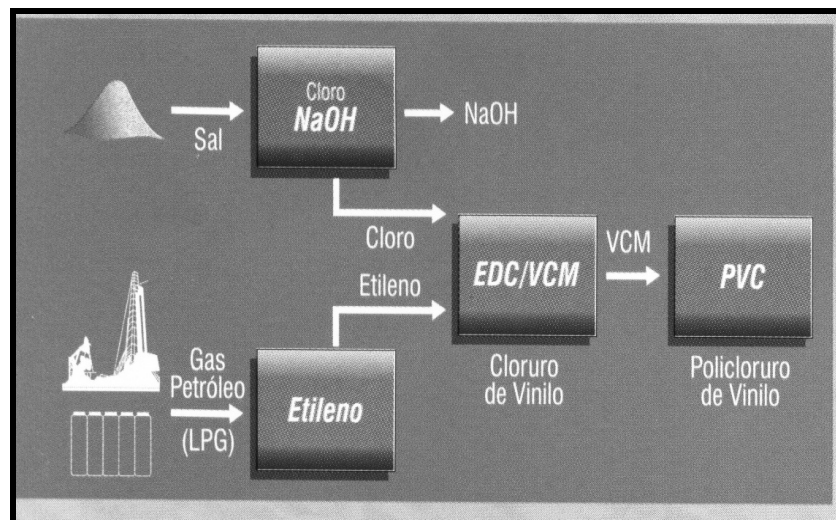 Cloro
NaOH
NaOH
Sal
Cloro
Etileno
EDC/VCM
VCM
PVC
Cloruro
de Vinilo
Policloruro
de Vinilo
Gas
Petróleo
(LPG)
Etileno